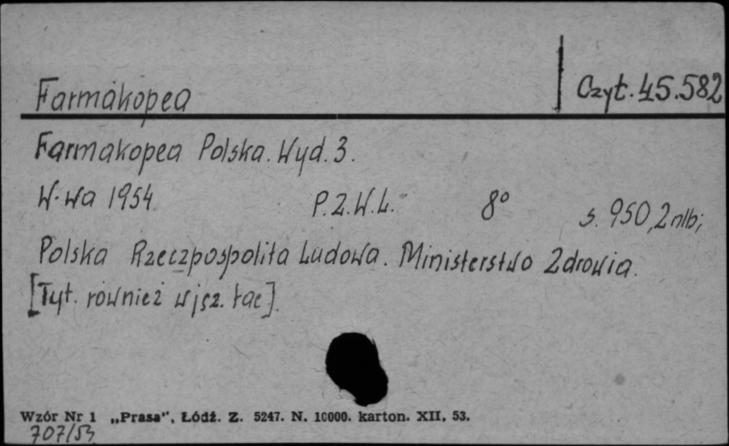 Farmakopea
Czyt. 45.582
Farmakopea Polska. Wyd. 3.
W-wa 1954 P.Z.W.L. 8° s. 950, 2 nlb;
Polska Rzeczpospolita Ludowa. Ministerstwo Zdrowia.
[Tyt. również w jęz. łac]
Wzór Nr 1 „Prasa”, Łódź. Z. 5247. N. 10000. karton. XII. 53.
707/54